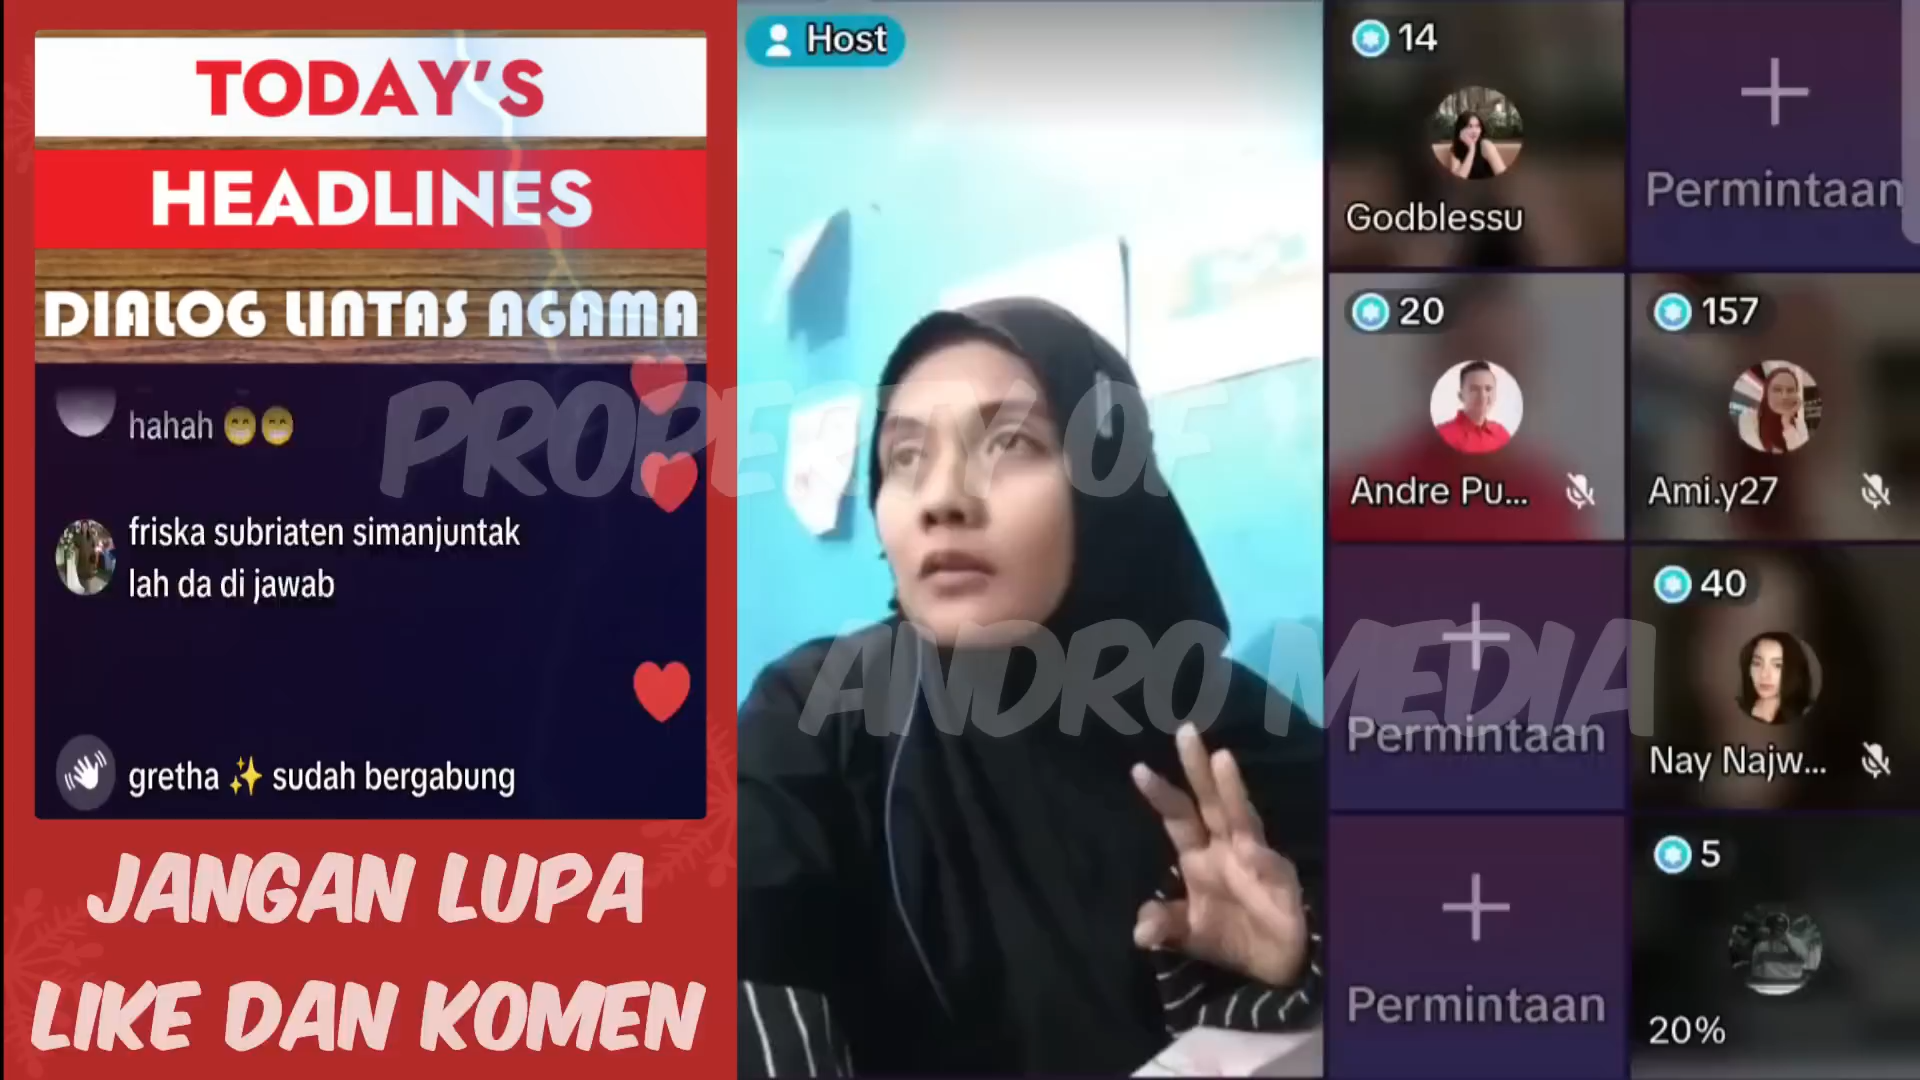 TODAY'S
HEADLINES
DIALOG LINTAS AGAMA
hahah 😁😁
friska subriaten simanjuntak
lah da di jawab
gretha ✨ sudah bergabung
JANGAN LUPA
LIKE DAN KOMEN
Host
PROPERTY OF
ANDRO MEDIA
14
Godblessu
Permintaan
20
Andre Pu...
157
Ami.y27
Permintaan
40
Nay Najw...
Permintaan
5
20%